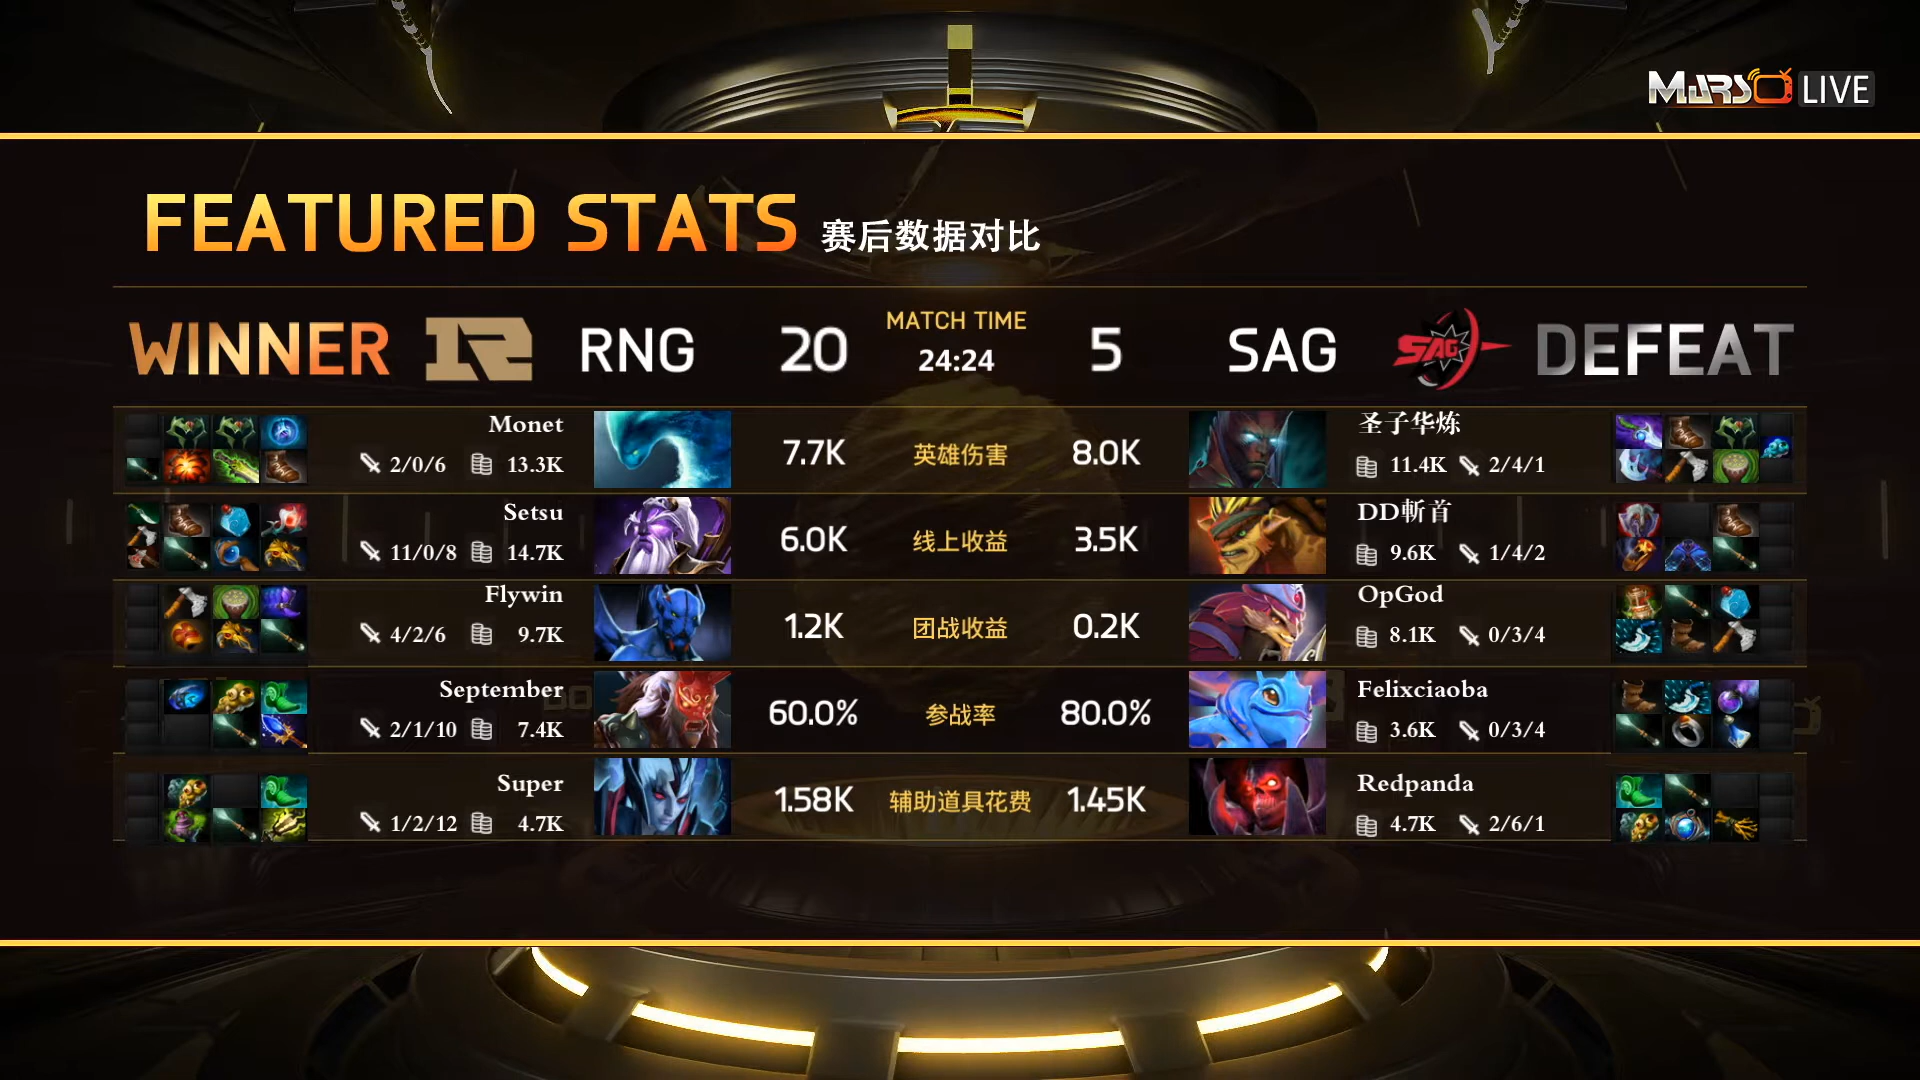 MARS LIVE
FEATURED STATS 赛后数据对比
WINNER RNG 20 MATCH TIME 24:24 5 SAG SAG DEFEAT
Monet
2/0/6 13.3K
7.7K 英雄伤害 8.0K
圣子华炼
11.4K 2/4/1
Setsu
11/0/8 14.7K
6.0K 线上收益 3.5K
DD斬首
9.6K 1/4/2
Flywin
4/2/6 9.7K
1.2K 团战收益 0.2K
OpGod
8.1K 0/3/4
September
2/1/10 7.4K
60.0% 参战率 80.0%
Felixciaoba
3.6K 0/3/4
Super
1/2/12 4.7K
1.58K 辅助道具花费 1.45K
Redpanda
4.7K 2/6/1